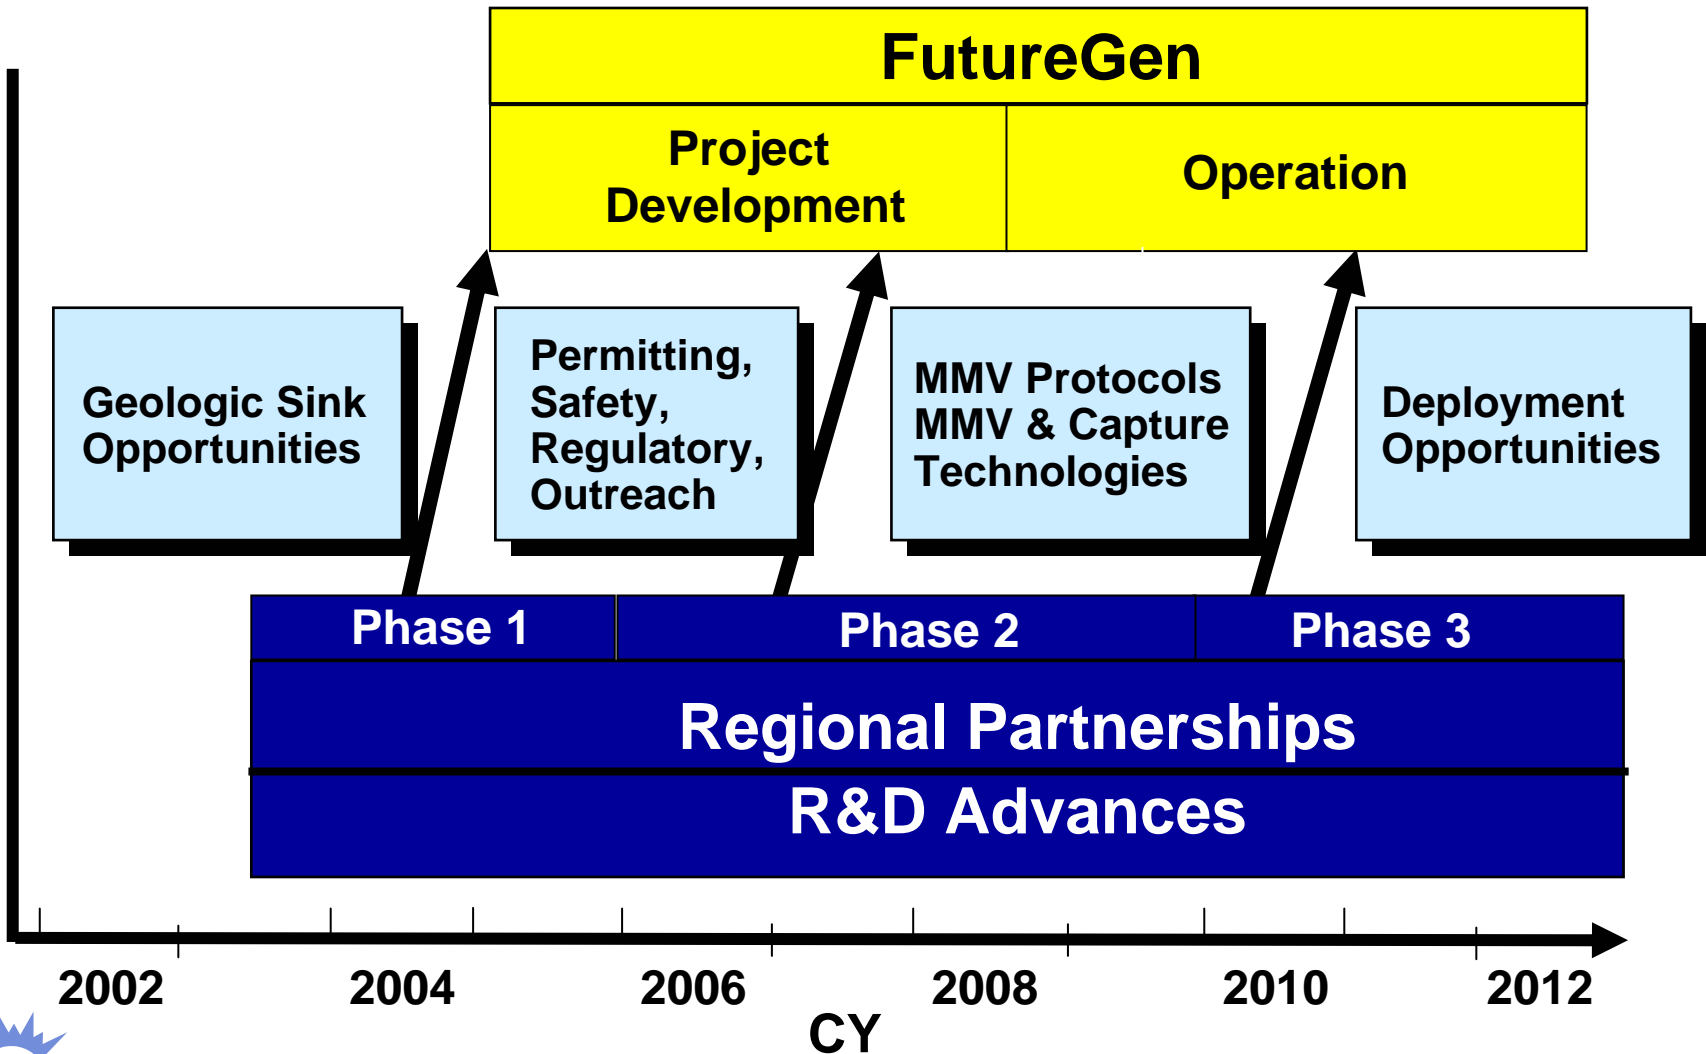 FutureGen
Project
Development
Operation
Geologic Sink
Opportunities
Permitting,
Safety,
Regulatory,
Outreach
MMV Protocols
MMV & Capture
Technologies
Deployment
Opportunities
Phase 1
Phase 2
Phase 3
Regional Partnerships
R&D Advances
2002
2004
2006
2008
2010
2012
CY